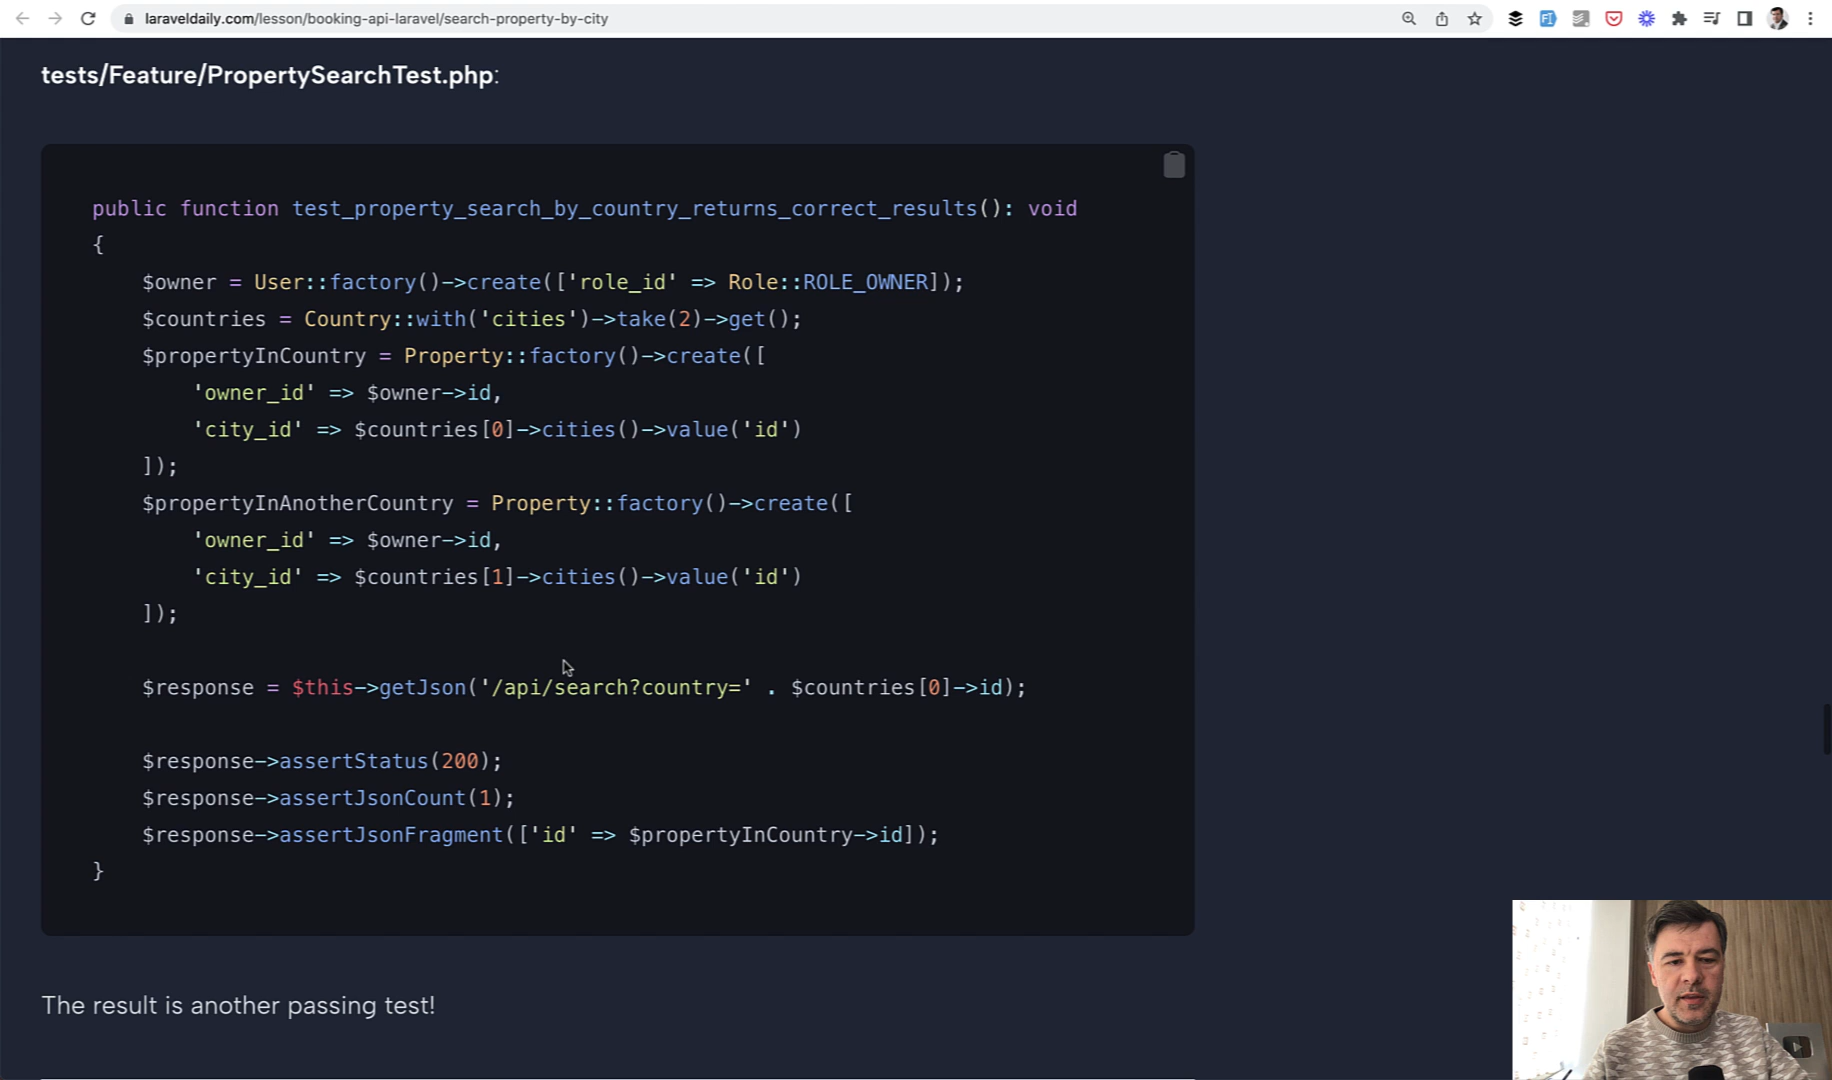 laraveldaily.com/lesson/booking-api-laravel/search-property-by-city
tests/Feature/PropertySearchTest.php:
public function test_property_search_by_country_returns_correct_results(): void
{
    $owner = User::factory()->create(['role_id' => Role::ROLE_OWNER]);
    $countries = Country::with('cities')->take(2)->get();
    $propertyInCountry = Property::factory()->create([
        'owner_id' => $owner->id,
        'city_id' => $countries[0]->cities()->value('id')
    ]);
    $propertyInAnotherCountry = Property::factory()->create([
        'owner_id' => $owner->id,
        'city_id' => $countries[1]->cities()->value('id')
    ]);
    $response = $this->getJson('/api/search?country=' . $countries[0]->id);
    $response->assertStatus(200);
    $response->assertJsonCount(1);
    $response->assertJsonFragment(['id' => $propertyInCountry->id]);
}
The result is another passing test!